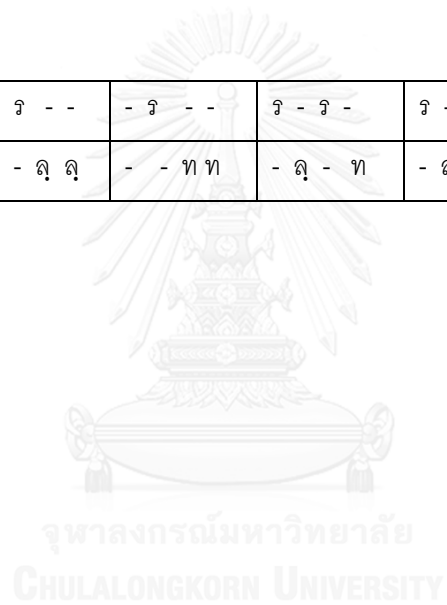 ร - - - ร - - ร - ร - ร -
- ลฺ ลฺ - - ท ท - ลฺ - ท -
จุฬาลงกรณ์มหาวิทยาลัย
CHULALONGKORN UNIVERSITY